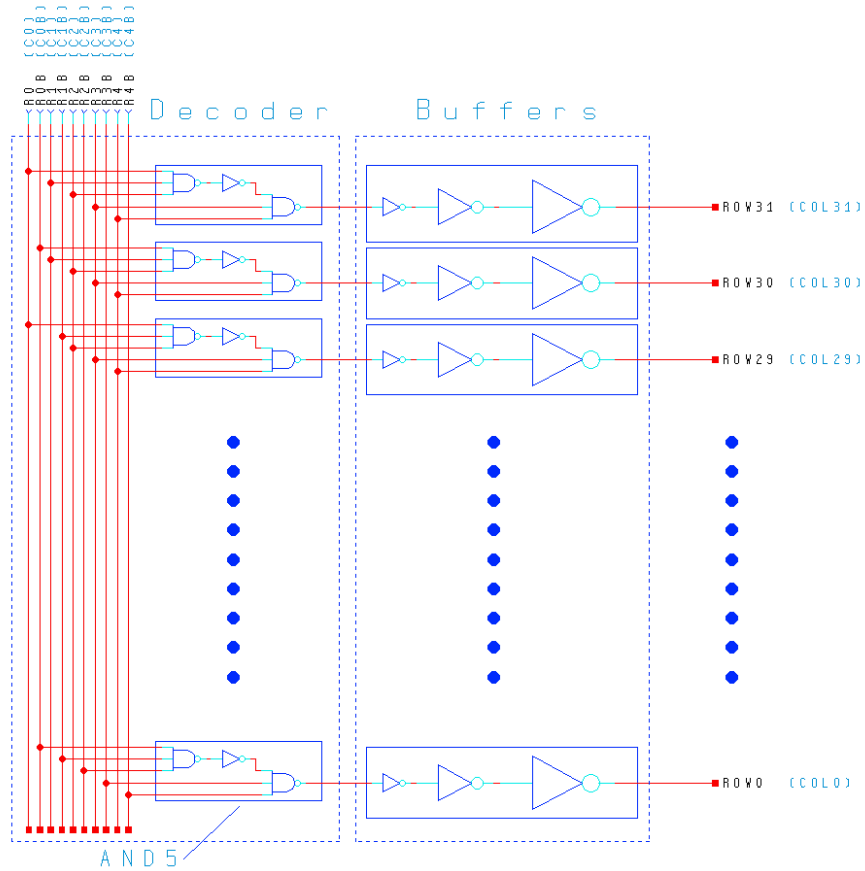 R0 (C0)
R0B (C0B)
R1 (C1)
R1B (C1B)
R2 (C2)
R2B (C2B)
R3 (C3)
R3B (C3B)
R4 (C4)
R4B (C4B)
Decoder
Buffers
ROW31 (COL31)
ROW30 (COL30)
ROW29 (COL29)
ROW0 (COL0)
AND5